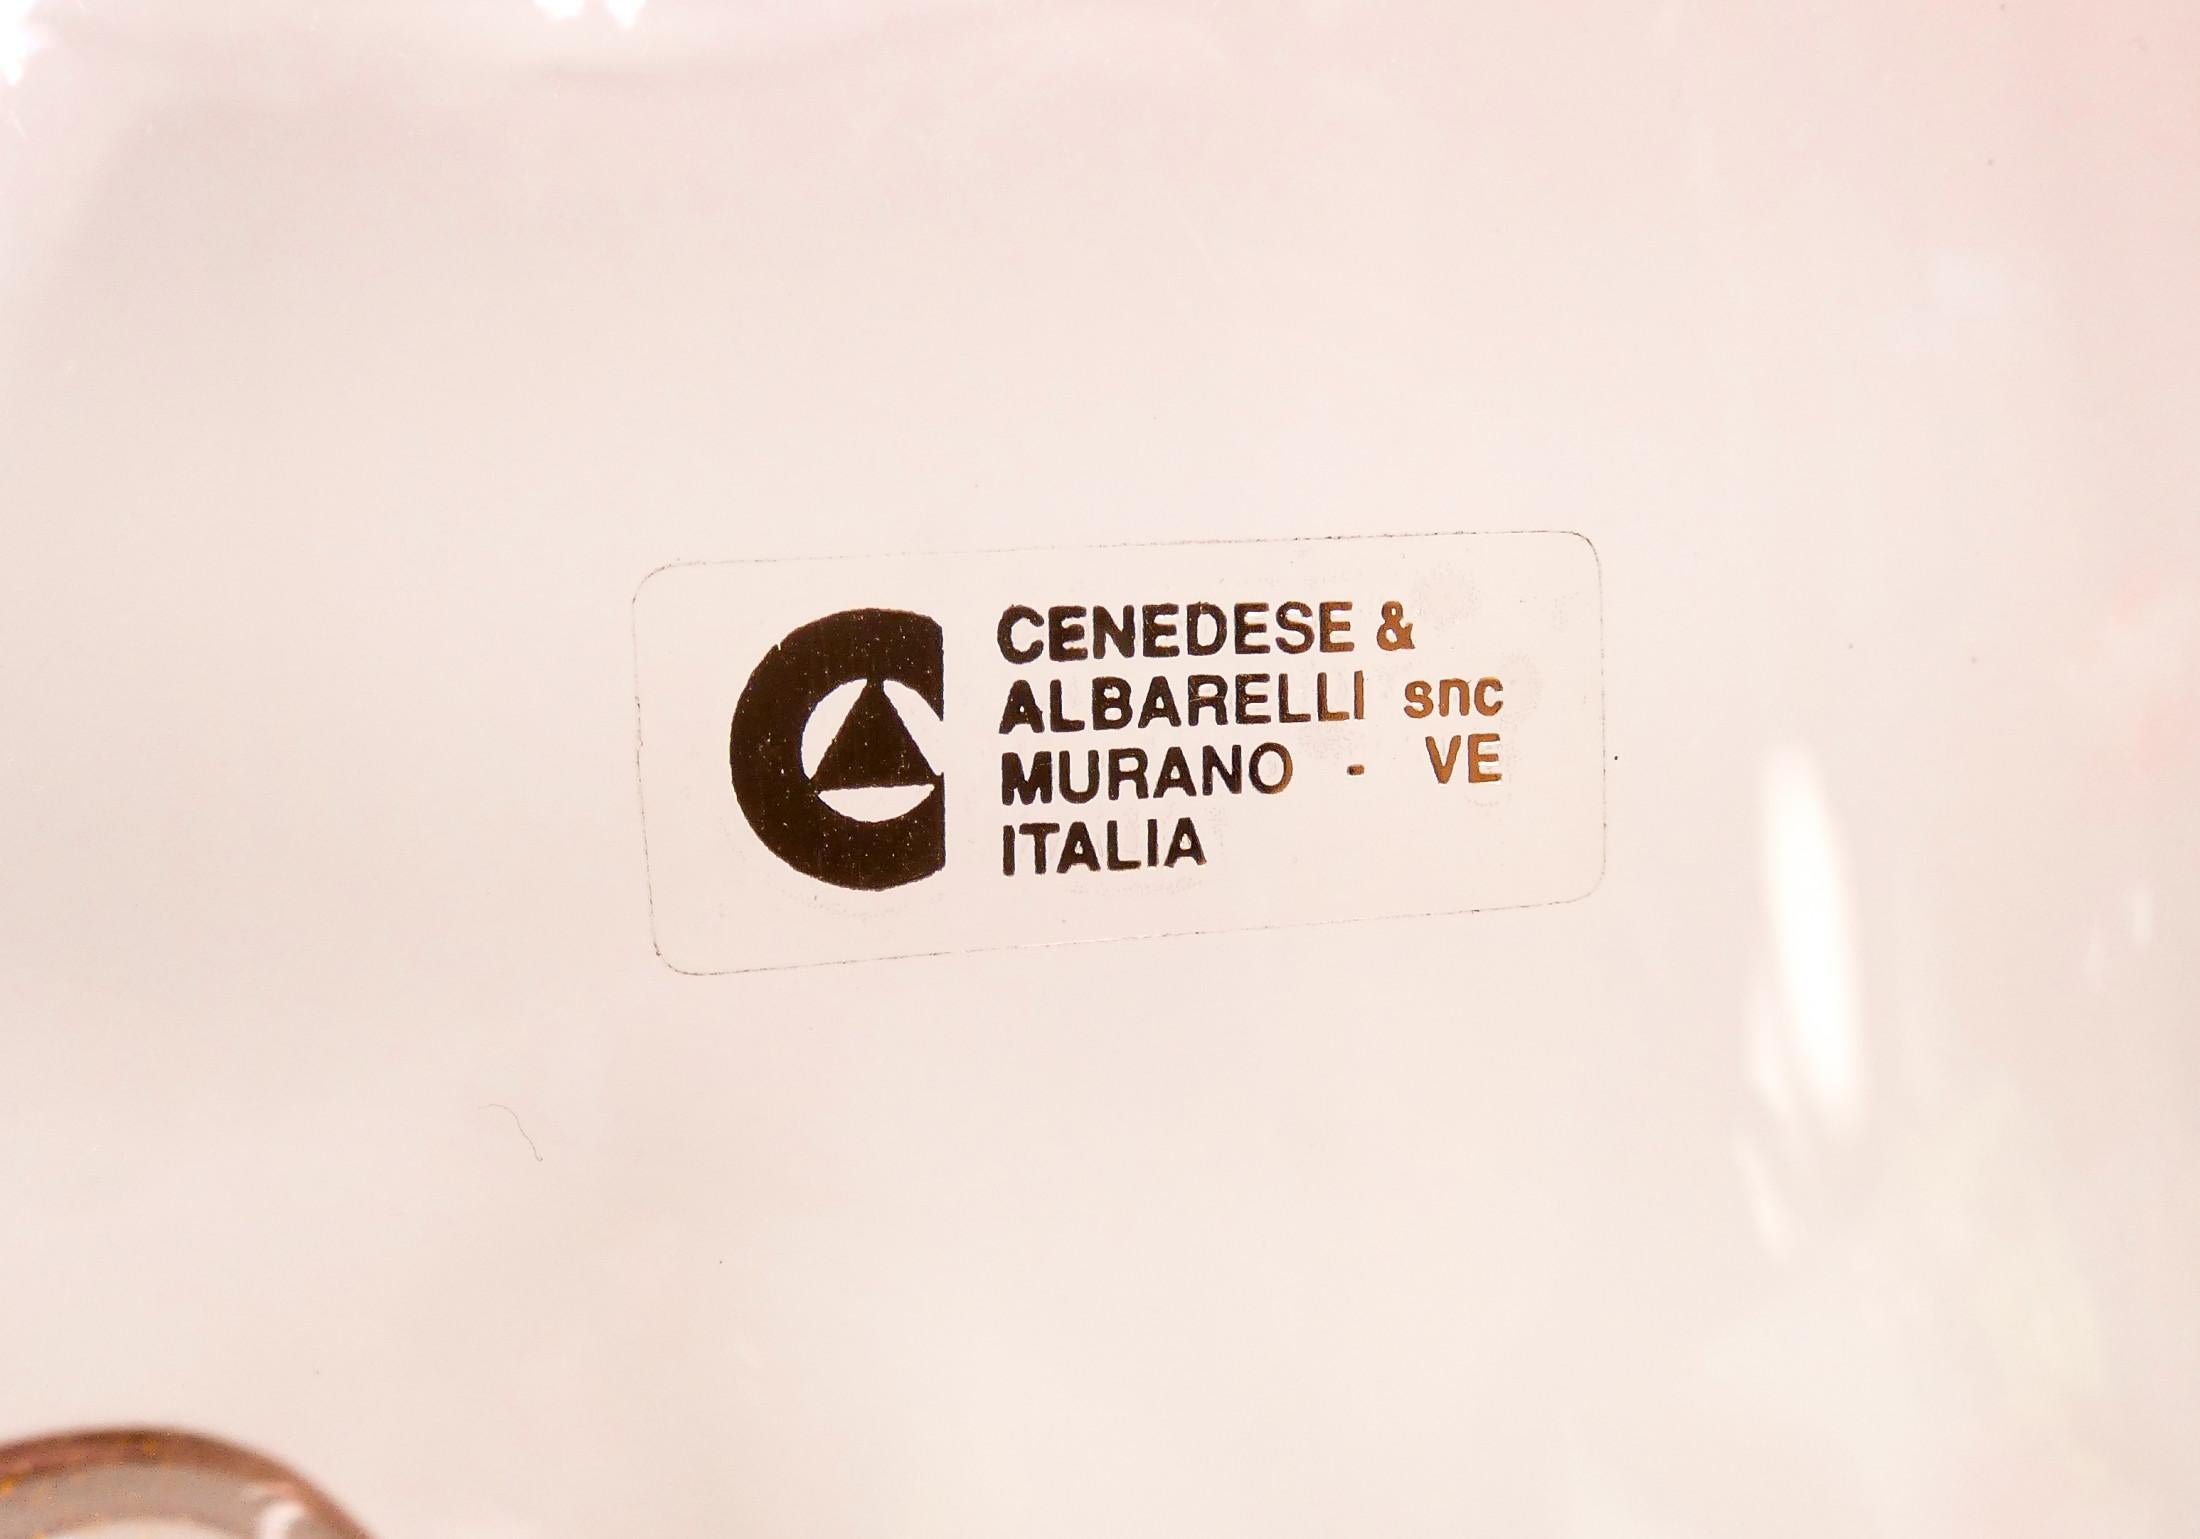 CENEDESE &
ALBARELLI snc
MURANO - VE
ITALIA